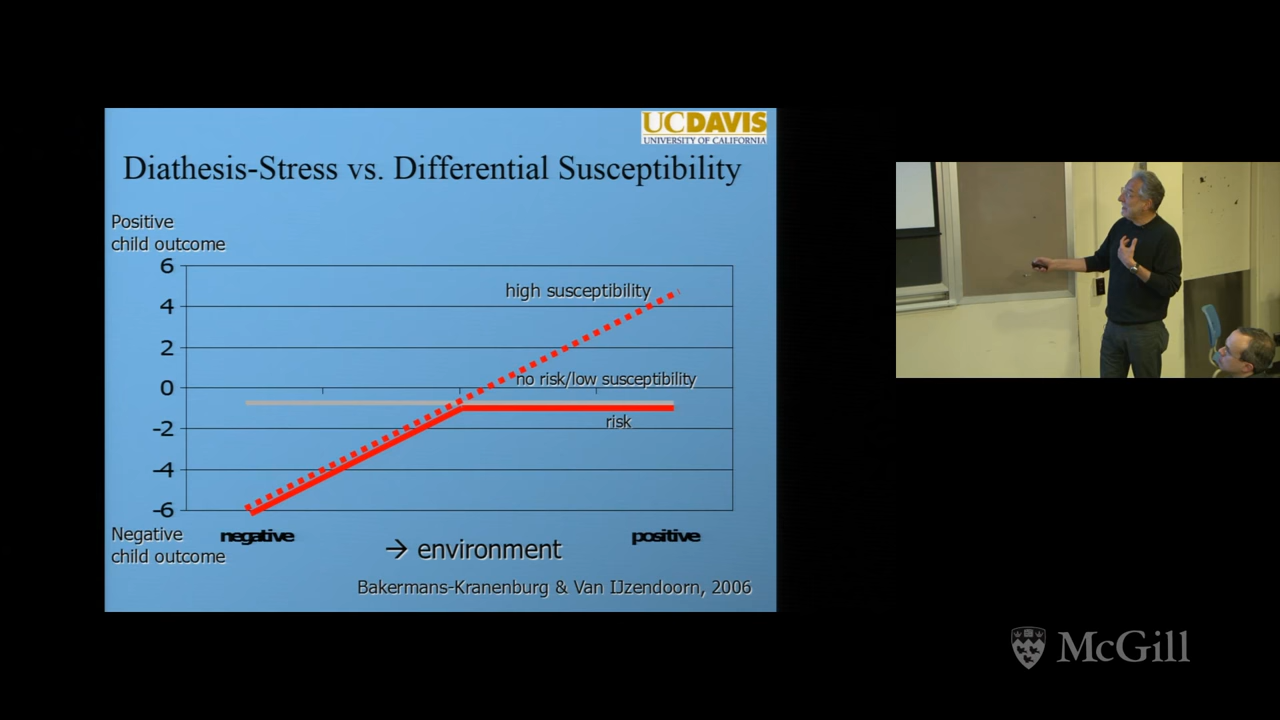 UCDAVIS
UNIVERSITY OF CALIFORNIA
Diathesis-Stress vs. Differential Susceptibility
Positive
child outcome
6
4
2
0
-2
-4
-6
high susceptibility
no risk/low susceptibility
risk
Negative
child outcome
negative
positive
→ environment
Bakermans-Kranenburg & Van IJzendoorn, 2006
McGill